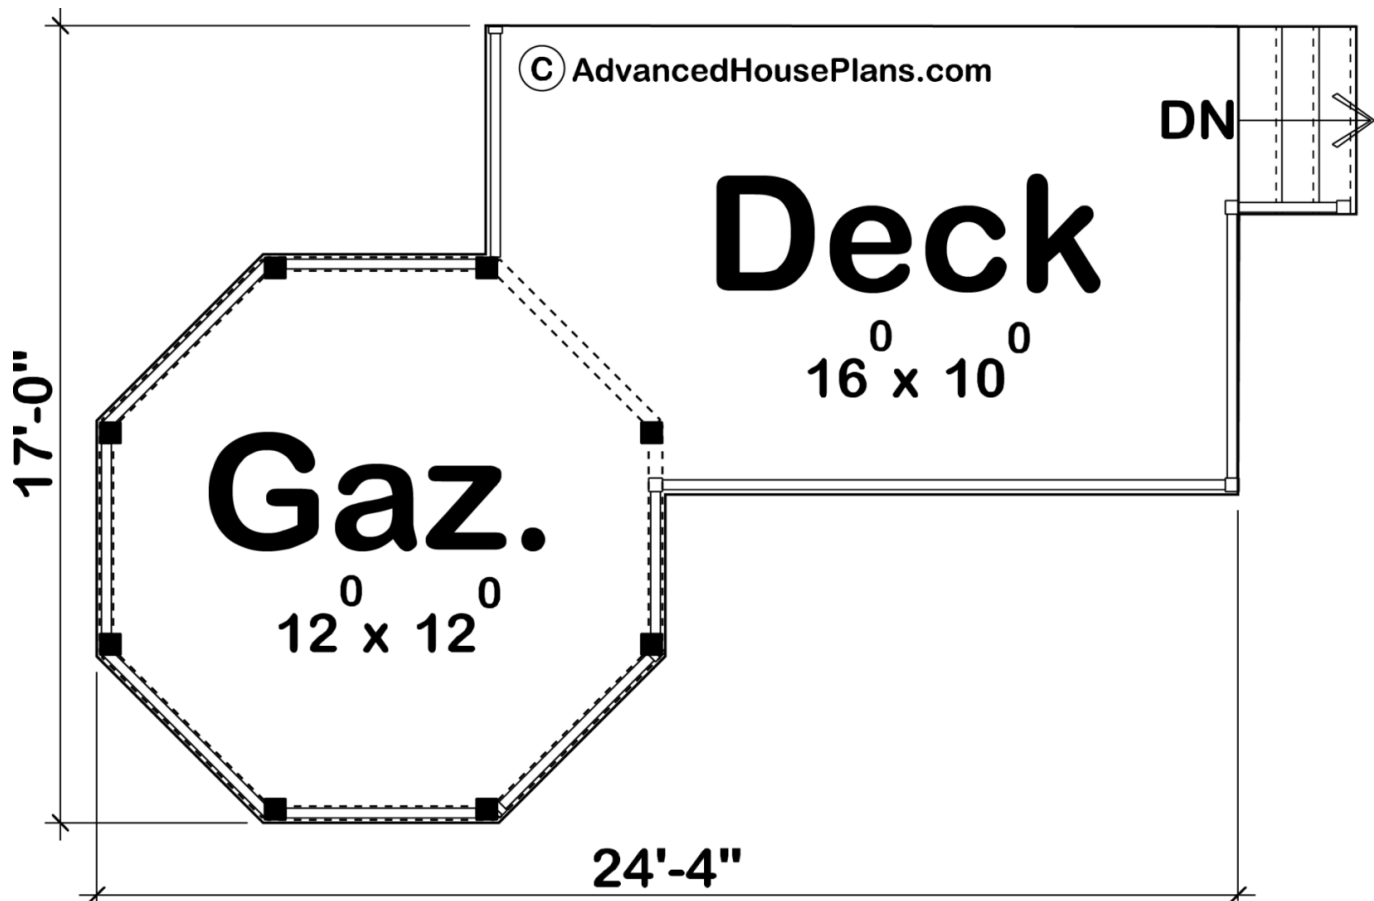 © AdvancedHousePlans.com
DN
Deck
16⁰ x 10⁰
17'-0"
Gaz.
12⁰ x 12⁰
24'-4"